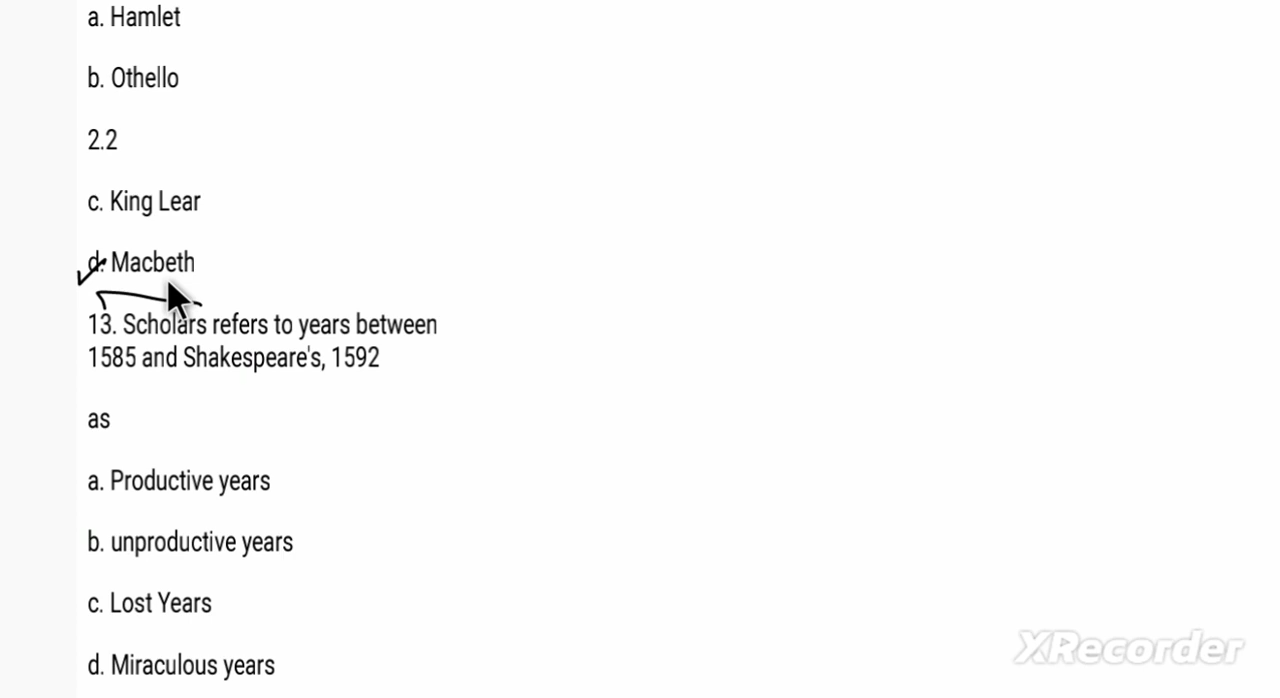 a. Hamlet
b. Othello
2.2
c. King Lear
d. Macbeth
13. Scholars refers to years between
1585 and Shakespeare's, 1592
as
a. Productive years
b. unproductive years
c. Lost Years
d. Miraculous years
XRecorder